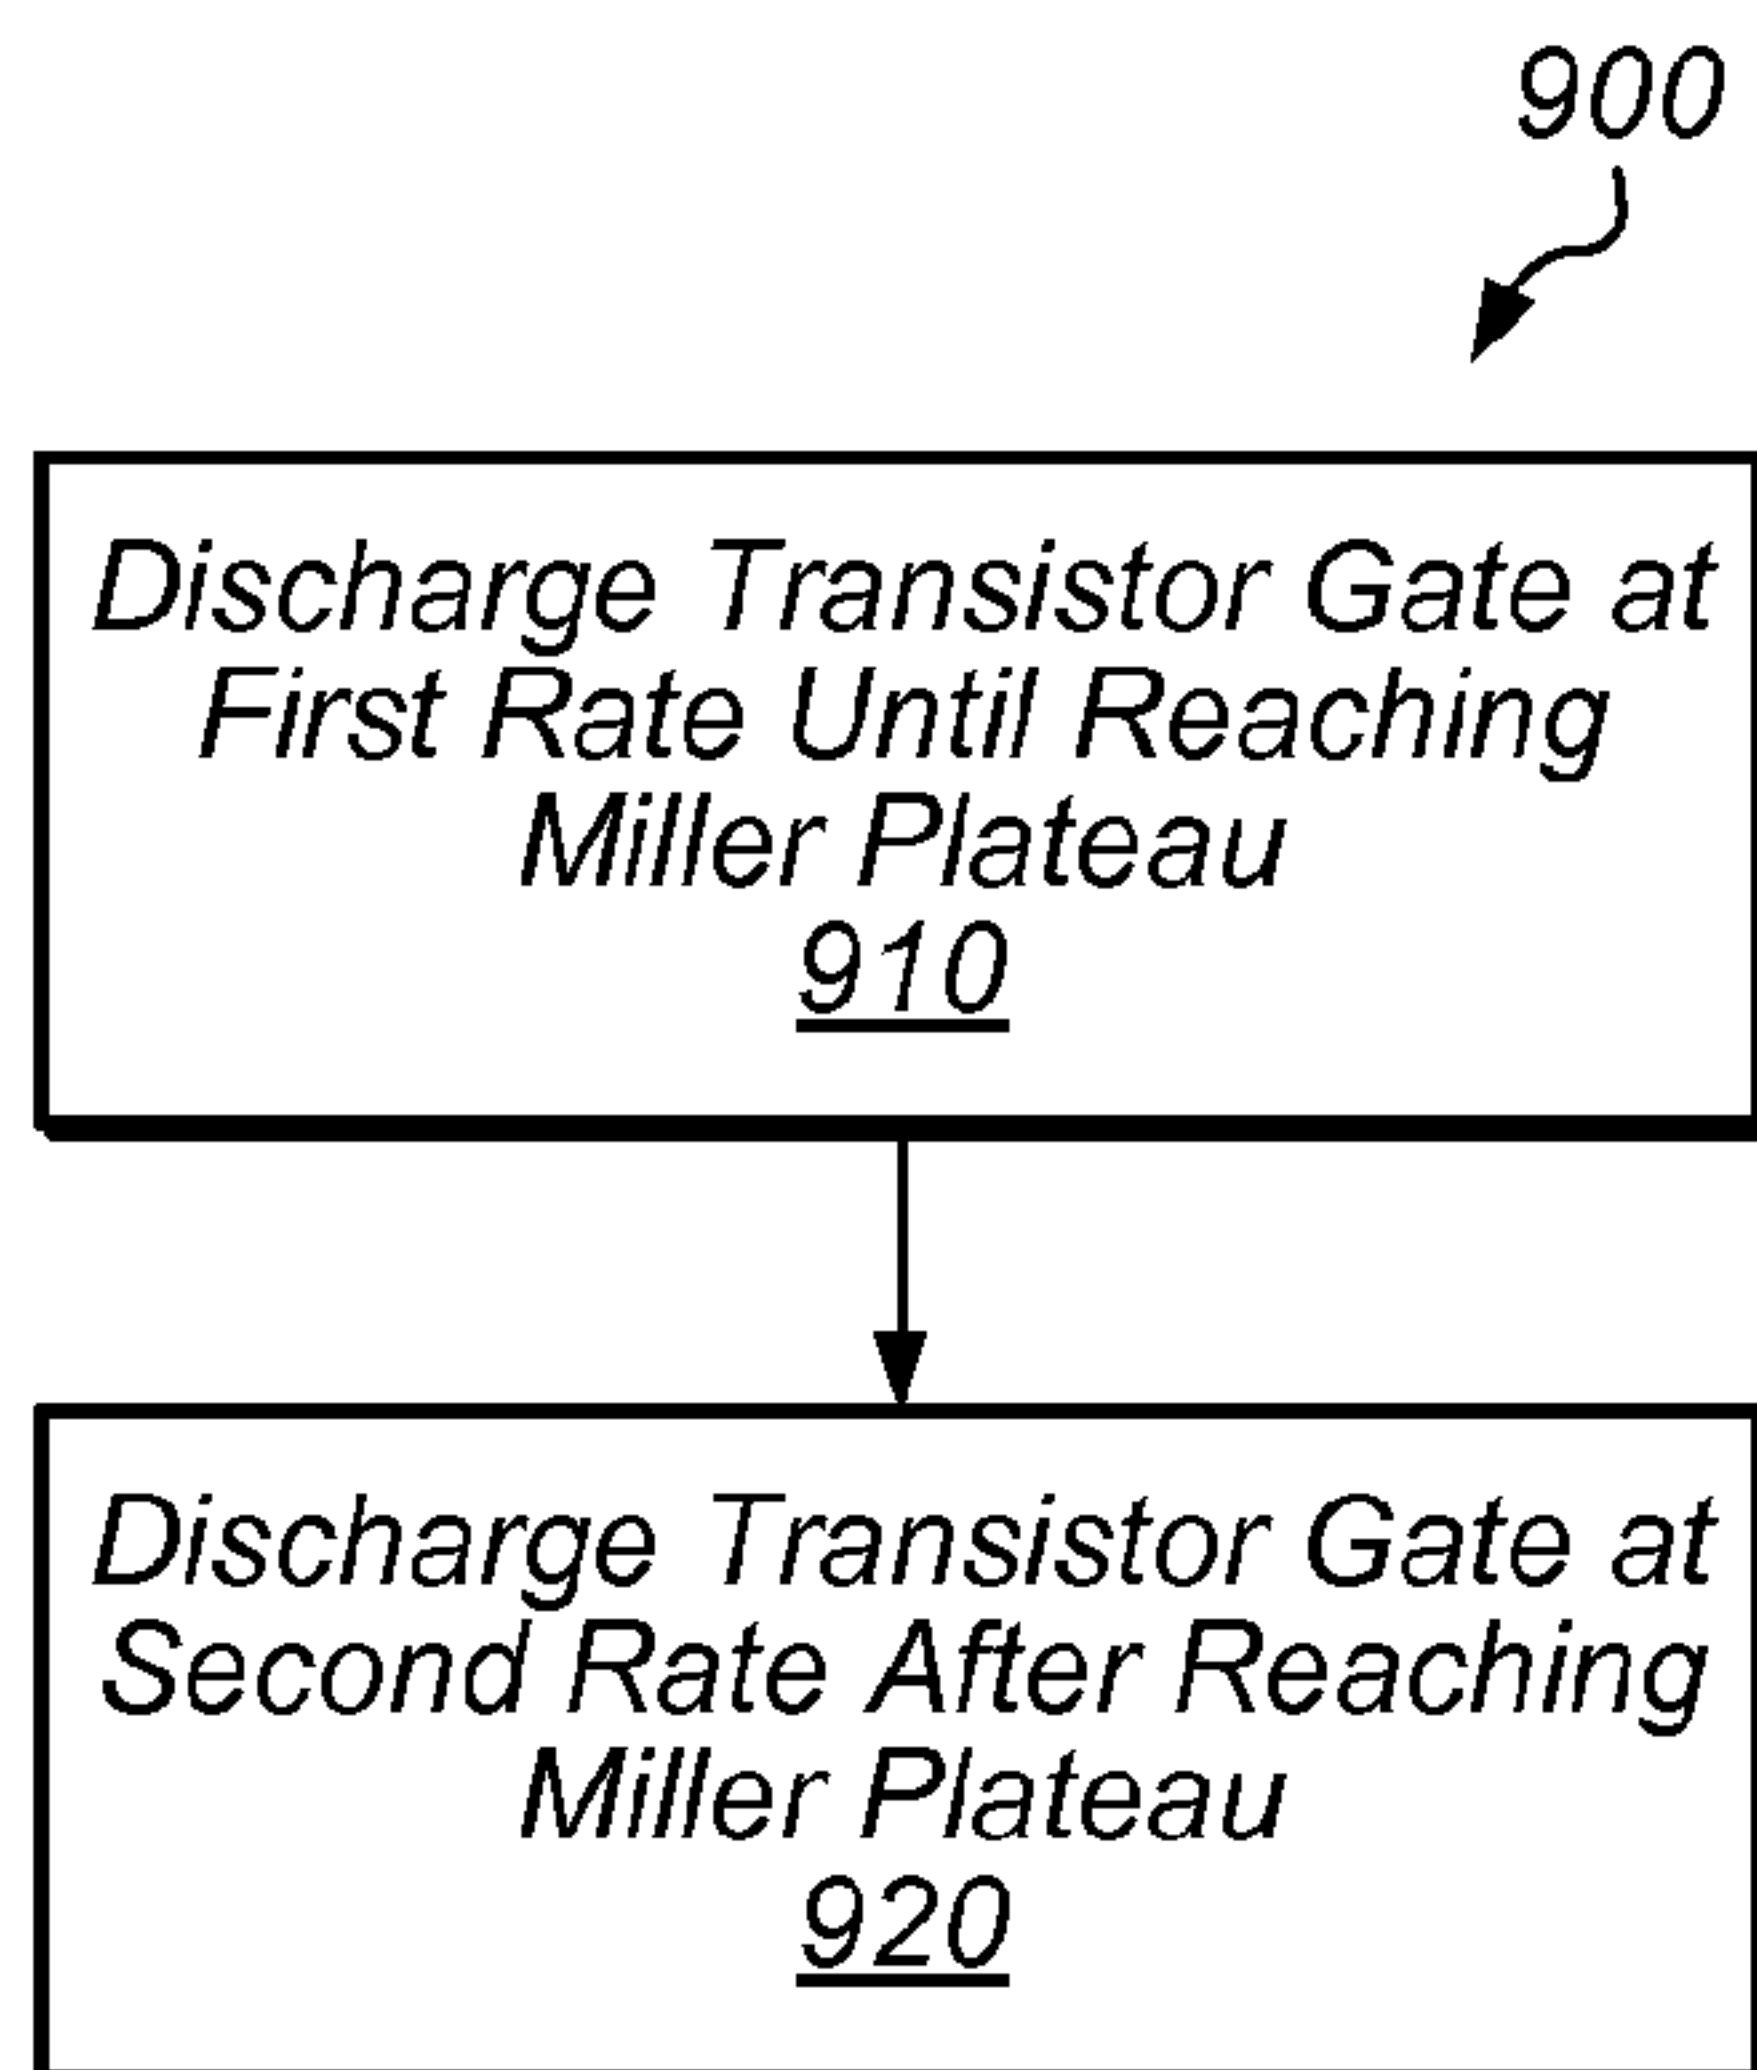 900
Discharge Transistor Gate at
First Rate Until Reaching
Miller Plateau
910
Discharge Transistor Gate at
Second Rate After Reaching
Miller Plateau
920